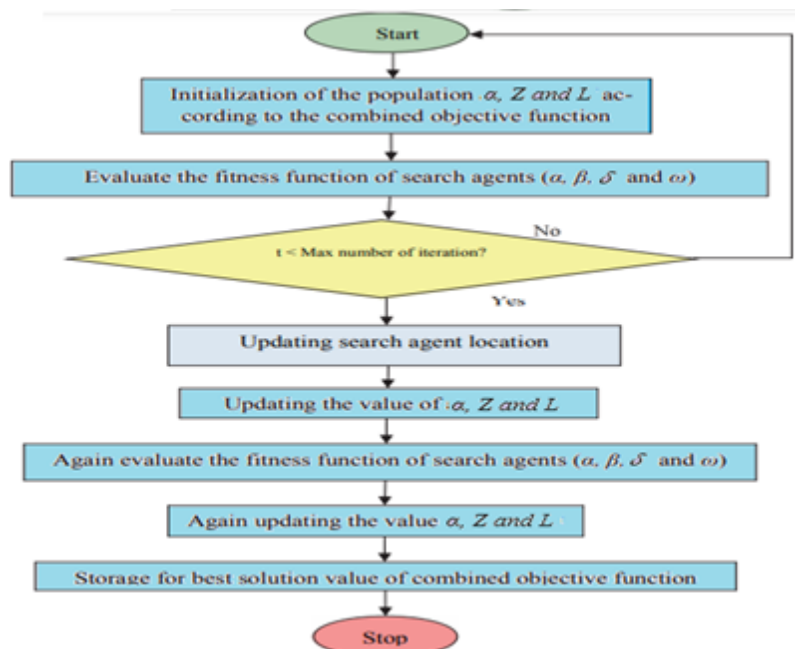 Start
Initialization of the population α, Z and L ac-
cording to the combined objective function
Evaluate the fitness function of search agents (α, β, δ and ω)
No
t < Max number of iteration?
Yes
Updating search agent location
Updating the value of α, Z and L
Again evaluate the fitness function of search agents (α, β, δ and ω)
Again updating the value α, Z and L
Storage for best solution value of combined objective function
Stop